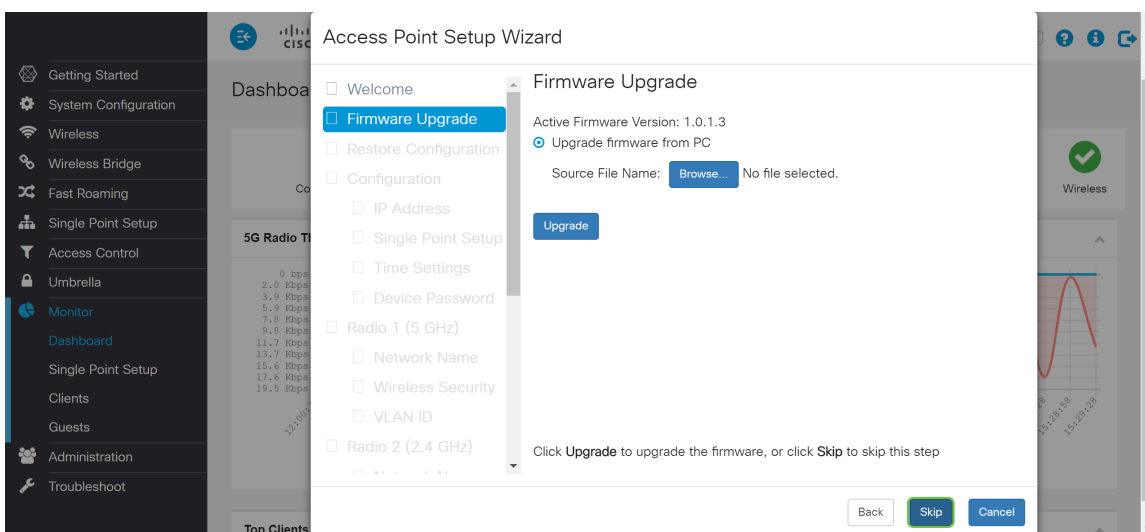 Getting Started
System Configuration
Wireless
Wireless Bridge
Fast Roaming
Single Point Setup
Access Control
Umbrella
Monitor
Dashboard
Single Point Setup
Clients
Guests
Administration
Troubleshoot
Dashboa
Co
5G Radio
0 bps
2.0 Kbps
3.9 Kbps
5.9 Kbps
7.8 Kbps
9.8 Kbps
11.7 Kbps
13.7 Kbps
15.6 Kbps
17.6 Kbps
19.5 Kbps
Top Clients
Access Point Setup Wizard
Welcome
Firmware Upgrade
Restore Configuration
Configuration
IP Address
Single Point Setup
Time Settings
Device Password
Radio 1 (5 GHz)
Network Name
Wireless Security
VLAN ID
Radio 2 (2.4 GHz)
Firmware Upgrade
Active Firmware Version: 1.0.1.3
Upgrade firmware from PC
Source File Name: Browse... No file selected.
Upgrade
Click Upgrade to upgrade the firmware, or click Skip to skip this step
Back Skip Cancel
Wireless
15:28:58
15:29:28